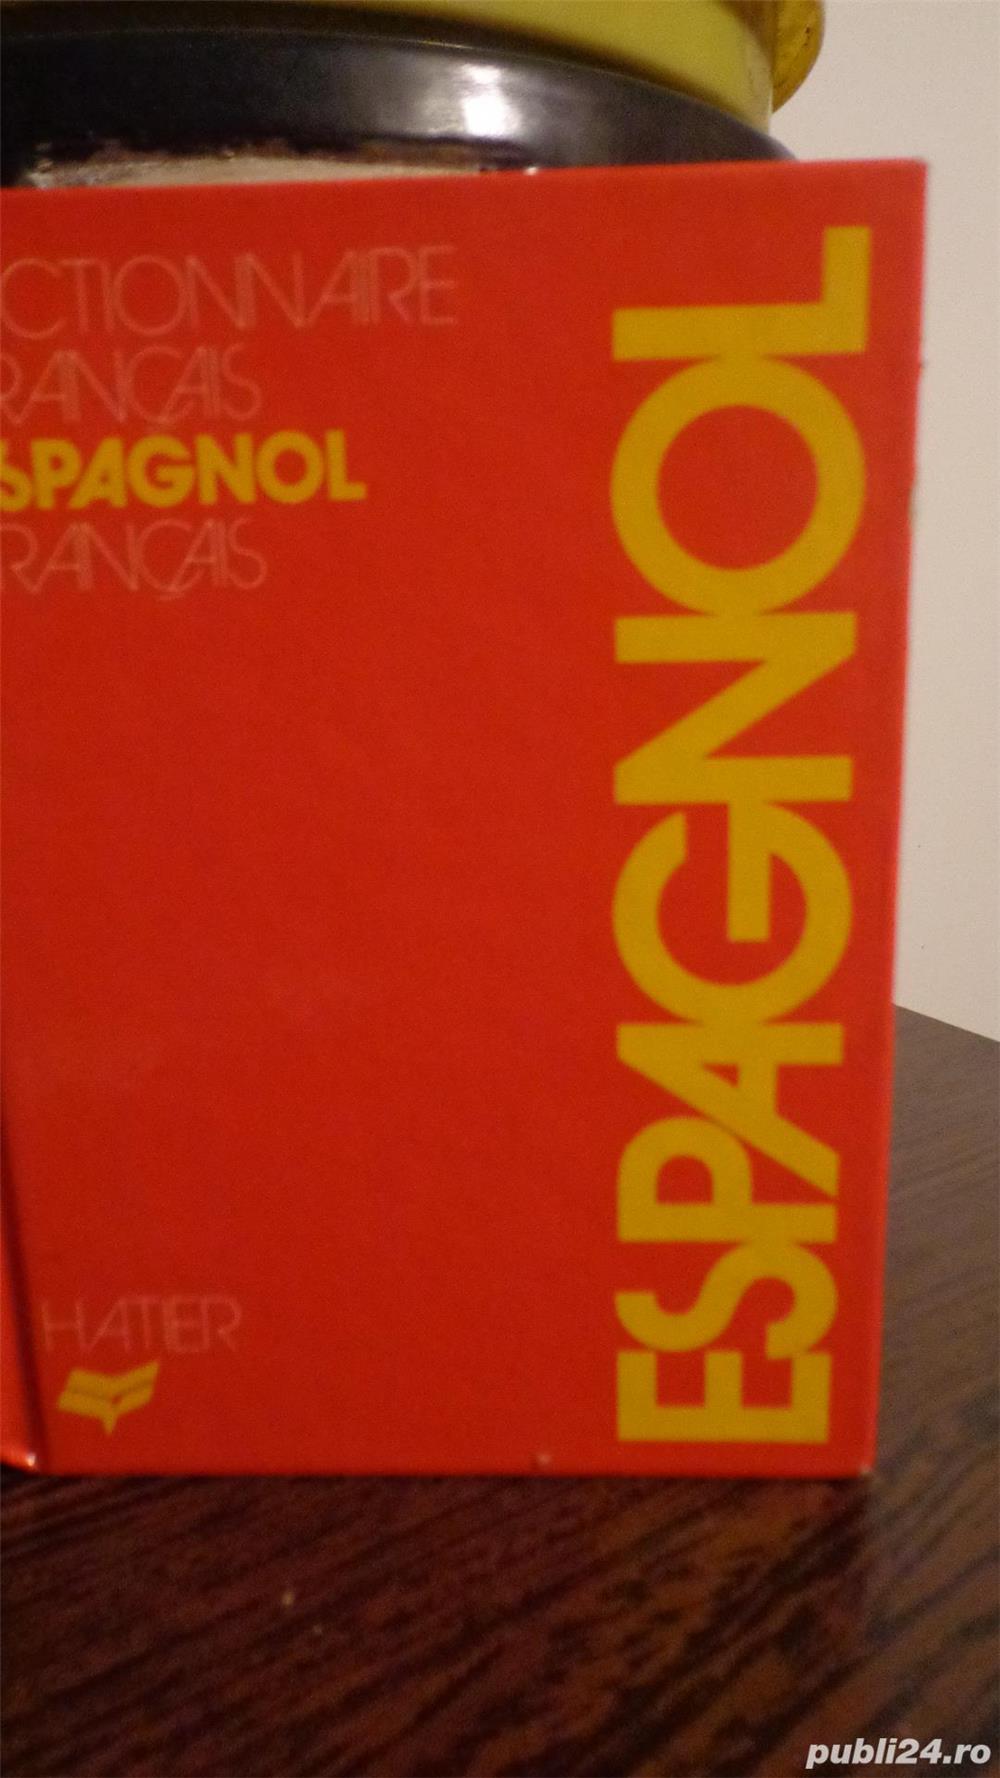 CTIONNAIRE
RANÇAIS
SPAGNOL
RANÇAIS
ESPAGNOL
HATIER
publi24.ro